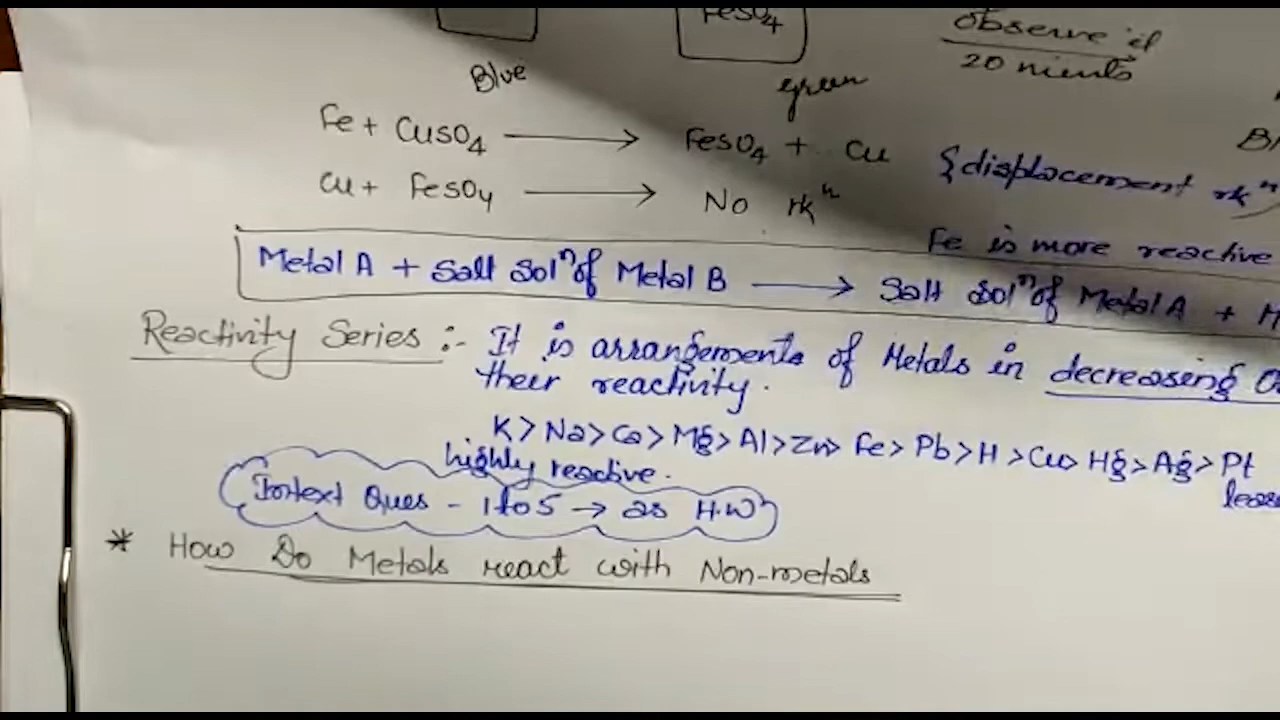 FeSO4
observe it
20 niente
Blue
green
Fe + CuSO4 ⟶ FeSO4 + Cu {displacement rkⁿ
Cu + FeSO4 ⟶ No rkⁿ
Fe is more reactive
Metal A + Salt Solⁿ of Metal B ⟶ Salt Solⁿ of Metal A +
Reactivity Series :- It is arrangements of Metals in decreasing
their reactivity.
K > Na > Ca > Mg > Al > Zn > Fe > Pb > H > Cu > Hg > Ag > Pt
highly reactive.
Intext Ques - 1 to 5 → as H.W
* How Do Metals react with Non-metals